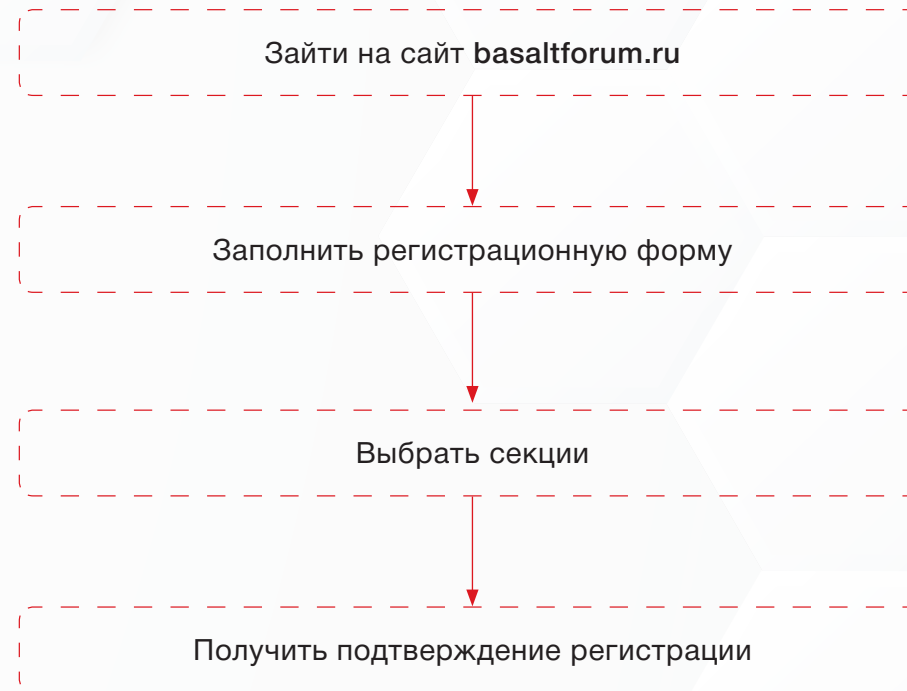 Зайти на сайт basaltforum.ru
Заполнить регистрационную форму
Выбрать секции
Получить подтверждение регистрации